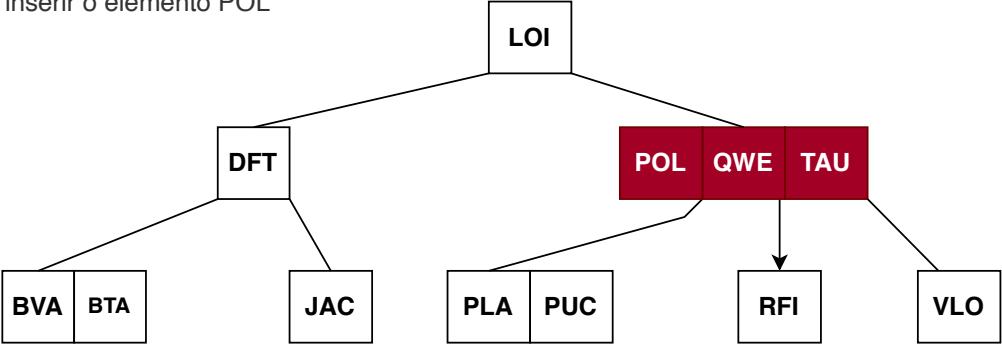 inserir o elemento POL
LOI
DFT
POL QWE TAU
BVA BTA
JAC
PLA PUC
RFI
VLO